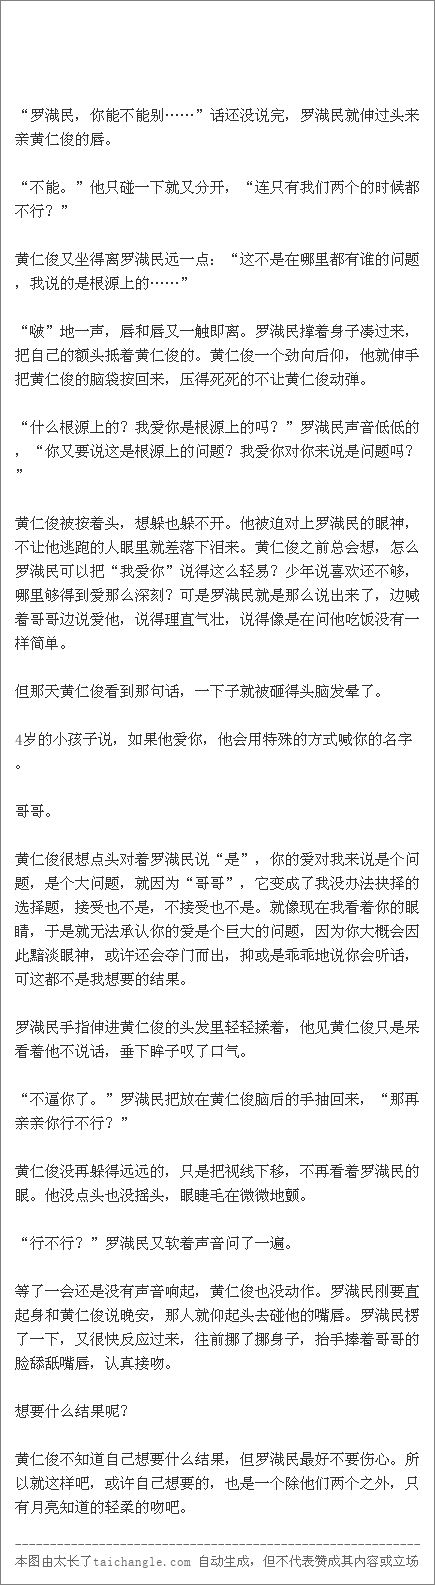 “罗渽民，你能不能别……”话还没说完，罗渽民就伸过头来
亲黄仁俊的唇。
“不能。”他只碰一下就又分开，“连只有我们两个的时候都
不行？”
黄仁俊又坐得离罗渽民远一点：“这不是在哪里都有谁的问题
，我说的是根源上的……”
“啵”地一声，唇和唇又一触即离。罗渽民撑着身子凑过来，
把自己的额头抵着黄仁俊的。黄仁俊一个劲向后仰，他就伸手
把黄仁俊的脑袋按回来，压得死死的不让黄仁俊动弹。
“什么根源上的？我爱你是根源上的吗？”罗渽民声音低低的
，“你又要说这是根源上的问题？我爱你对你来说是问题吗？
”
黄仁俊被按着头，想躲也躲不开。他被迫对上罗渽民的眼神，
不让他逃跑的人眼里就差落下泪来。黄仁俊之前总会想，怎么
罗渽民可以把“我爱你”说得这么轻易？少年说喜欢还不够，
哪里够得到爱那么深刻？可是罗渽民就是那么说出来了，边喊
着哥哥边说爱他，说得理直气壮，说得像是在问他吃饭没有一
样简单。
但那天黄仁俊看到那句话，一下子就被砸得头脑发晕了。
4岁的小孩子说，如果他爱你，他会用特殊的方式喊你的名字
。
哥哥。
黄仁俊很想点头对着罗渽民说“是”，你的爱对我来说是个问
题，是个大问题，就因为“哥哥”，它变成了我没办法抉择的
选择题，接受也不是，不接受也不是。就像现在我看着你的眼
睛，于是就无法承认你的爱是个巨大的问题，因为你大概会因
此黯淡眼神，或许还会夺门而出，抑或是乖乖地说你会听话，
可这都不是我想要的结果。
罗渽民手指伸进黄仁俊的头发里轻轻揉着，他见黄仁俊只是呆
看着他不说话，垂下眸子叹了口气。
“不逼你了。”罗渽民把放在黄仁俊脑后的手抽回来，“那再
亲亲你行不行？”
黄仁俊没再躲得远远的，只是把视线下移，不再看着罗渽民的
眼。他没点头也没摇头，眼睫毛在微微地颤。
“行不行？”罗渽民又软着声音问了一遍。
等了一会还是没有声音响起，黄仁俊也没动作。罗渽民刚要直
起身和黄仁俊说晚安，那人就仰起头去碰他的嘴唇。罗渽民愣
了一下，又很快反应过来，往前挪了挪身子，抬手捧着哥哥的
脸舔舐嘴唇，认真接吻。
想要什么结果呢？
黄仁俊不知道自己想要什么结果，但罗渽民最好不要伤心。所
以就这样吧，或许自己想要的，也是一个除他们两个之外，只
有月亮知道的轻柔的吻吧。
本图由太长了taichangle.com 自动生成，但不代表赞成其内容或立场